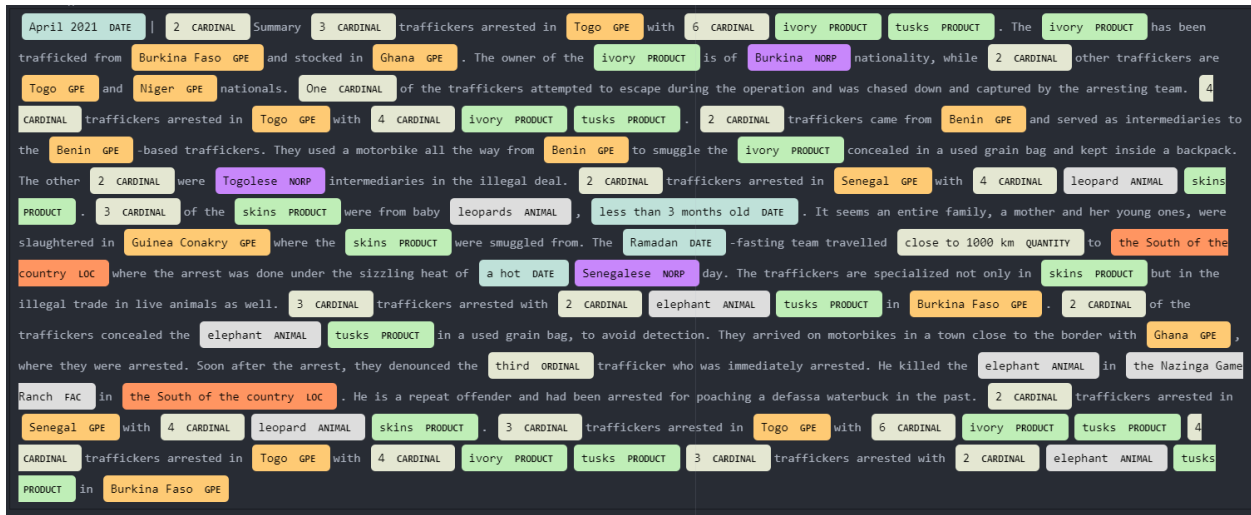 April 2021 DATE | 2 CARDINAL Summary 3 CARDINAL traffickers arrested in Togo GPE with 6 CARDINAL ivory PRODUCT tusks PRODUCT . The ivory PRODUCT has been
trafficked from Burkina Faso GPE and stocked in Ghana GPE . The owner of the ivory PRODUCT is of Burkina NORP nationality, while 2 CARDINAL other traffickers are
Togo GPE and Niger GPE nationals. One CARDINAL of the traffickers attempted to escape during the operation and was chased down and captured by the arresting team. 4
CARDINAL traffickers arrested in Togo GPE with 4 CARDINAL ivory PRODUCT tusks PRODUCT . 2 CARDINAL traffickers came from Benin GPE and served as intermediaries to
the Benin GPE -based traffickers. They used a motorbike all the way from Benin GPE to smuggle the ivory PRODUCT concealed in a used grain bag and kept inside a backpack.
The other 2 CARDINAL were Togolese NORP intermediaries in the illegal deal. 2 CARDINAL traffickers arrested in Senegal GPE with 4 CARDINAL leopard ANIMAL skins
PRODUCT . 3 CARDINAL of the skins PRODUCT were from baby leopards ANIMAL , less than 3 months old DATE . It seems an entire family, a mother and her young ones, were
slaughtered in Guinea Conakry GPE where the skins PRODUCT were smuggled from. The Ramadan DATE -fasting team travelled close to 1000 km QUANTITY to the South of the
country LOC where the arrest was done under the sizzling heat of a hot DATE Senegalese NORP day. The traffickers are specialized not only in skins PRODUCT but in the
illegal trade in live animals as well. 3 CARDINAL traffickers arrested with 2 CARDINAL elephant ANIMAL tusks PRODUCT in Burkina Faso GPE . 2 CARDINAL of the
traffickers concealed the elephant ANIMAL tusks PRODUCT in a used grain bag, to avoid detection. They arrived on motorbikes in a town close to the border with Ghana GPE ,
where they were arrested. Soon after the arrest, they denounced the third ORDINAL trafficker who was immediately arrested. He killed the elephant ANIMAL in the Nazinga Game
Ranch FAC in the South of the country LOC . He is a repeat offender and had been arrested for poaching a defassa waterbuck in the past. 2 CARDINAL traffickers arrested in
Senegal GPE with 4 CARDINAL leopard ANIMAL skins PRODUCT . 3 CARDINAL traffickers arrested in Togo GPE with 6 CARDINAL ivory PRODUCT tusks PRODUCT 4
CARDINAL traffickers arrested in Togo GPE with 4 CARDINAL ivory PRODUCT tusks PRODUCT 3 CARDINAL traffickers arrested with 2 CARDINAL elephant ANIMAL tusks
PRODUCT in Burkina Faso GPE